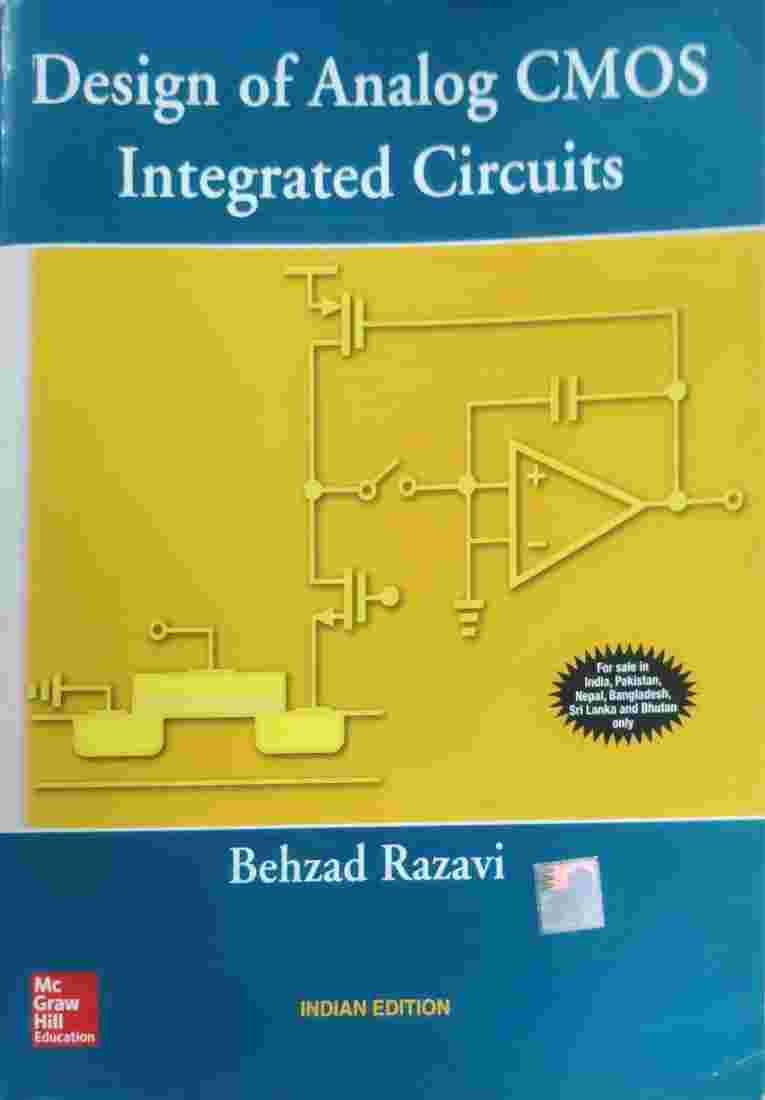 Design of Analog CMOS
Integrated Circuits
+
−
For sale in
India, Pakistan,
Nepal, Bangladesh,
Sri Lanka and Bhutan
only
Behzad Razavi
Mc
Graw
Hill
Education
INDIAN EDITION